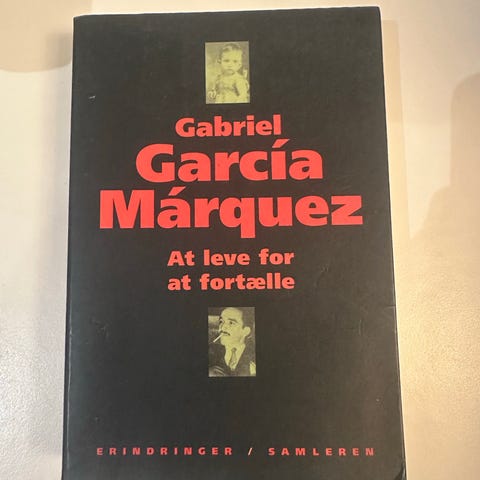 Gabriel
García
Márquez
At leve for
at fortælle
ERINDRINGER / SAMLEREN